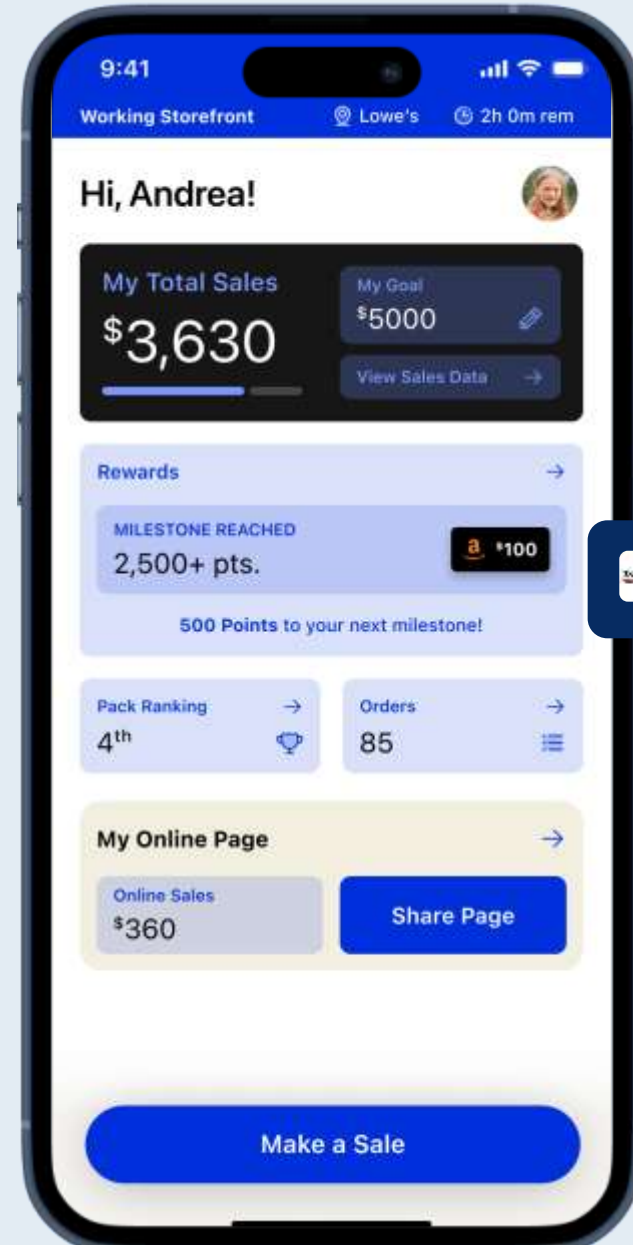 9:41
Working Storefront Lowe's 2h 0m rem
Hi, Andrea!
My Total Sales
$3,630
My Goal
$5000
View Sales Data
Rewards
MILESTONE REACHED
2,500+ pts.
a $100
500 Points to your next milestone!
Pack Ranking
4th
Orders
85
My Online Page
Online Sales
$360
Share Page
Make a Sale